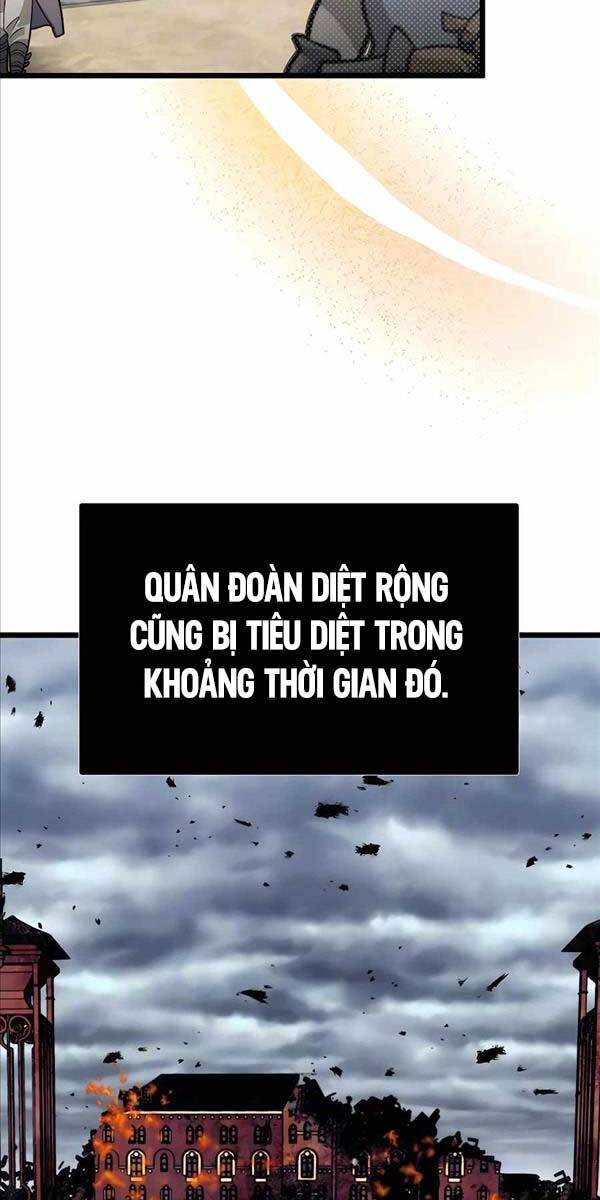 QUÂN ĐOÀN DIỆT RỘNG
CŨNG BỊ TIÊU DIỆT TRONG
KHOẢNG THỜI GIAN ĐÓ.